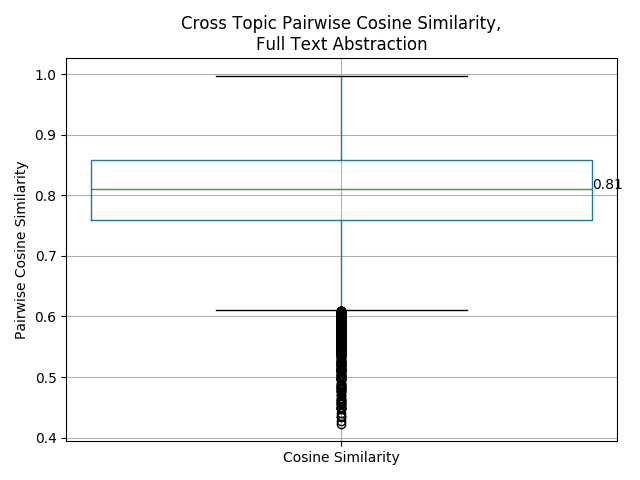 Cross Topic Pairwise Cosine Similarity,
Full Text Abstraction
Pairwise Cosine Similarity
1.0
0.9
0.8
0.7
0.6
0.5
0.4
0.81
Cosine Similarity